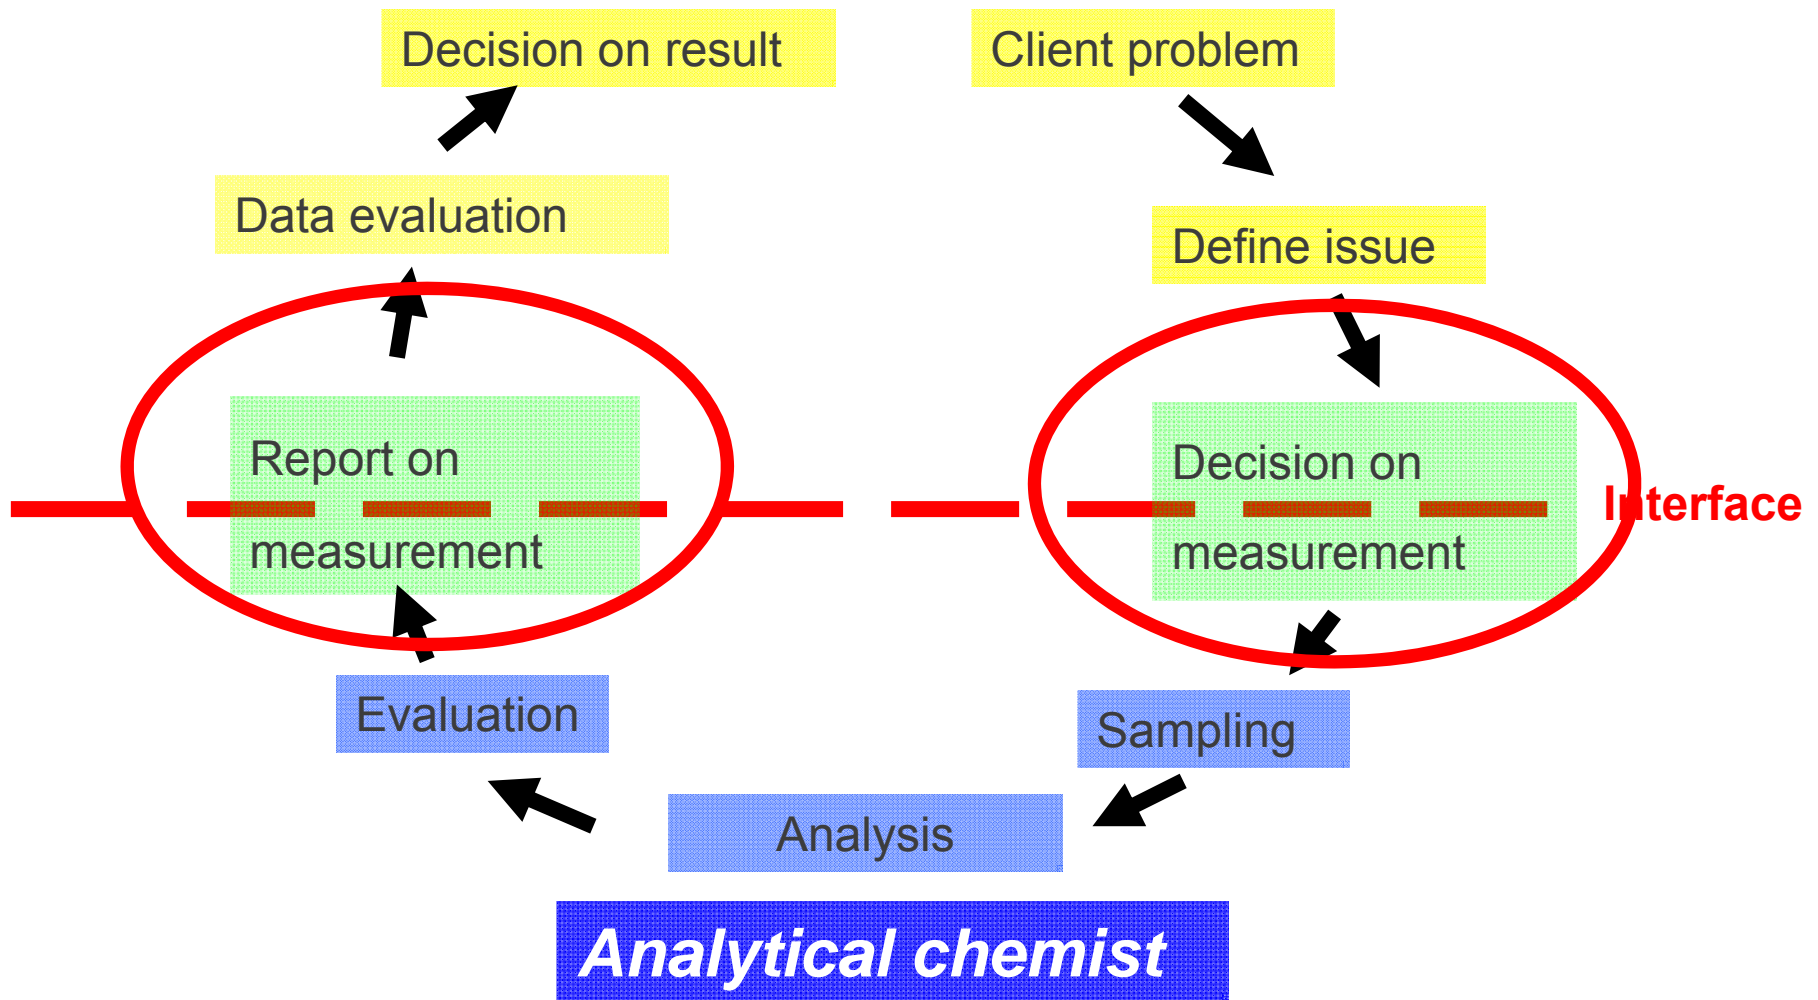 Decision on result
Client problem
Data evaluation
Define issue
Report on
measurement
Decision on
measurement
Interface
Evaluation
Sampling
Analysis
Analytical chemist